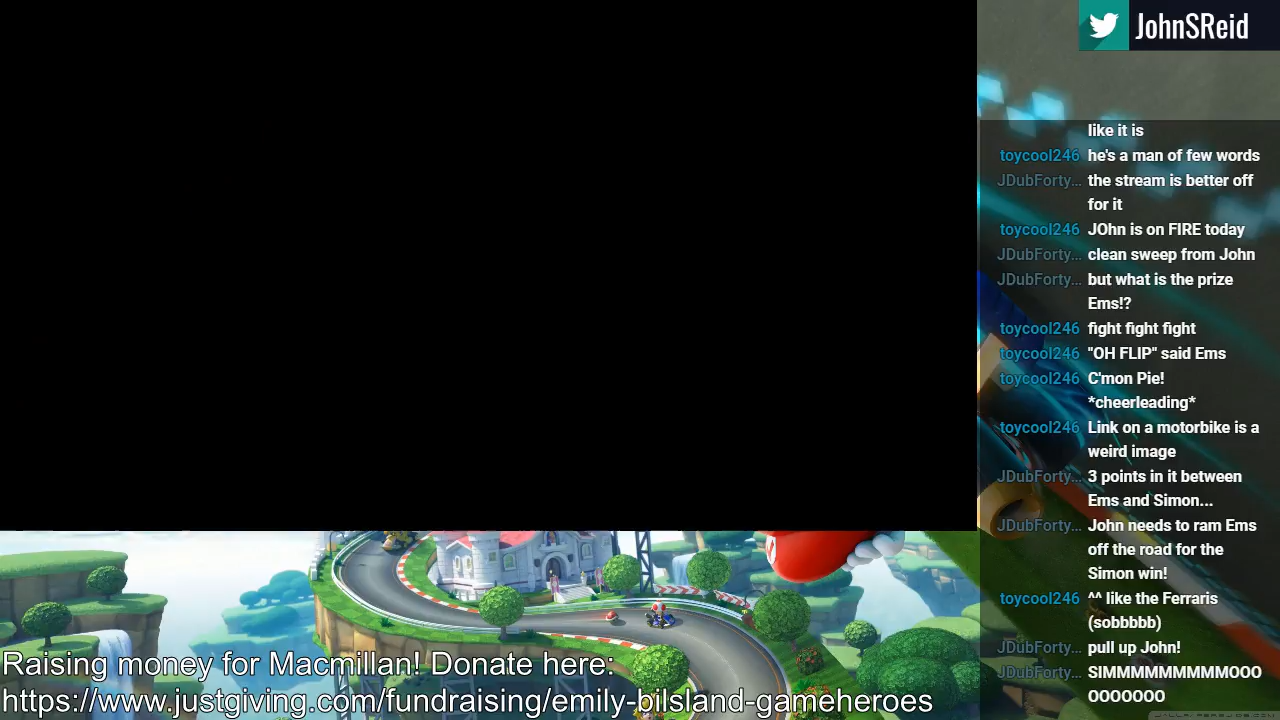 JohnSReid
like it is
toycool246 he's a man of few words
JDubForty... the stream is better off
for it
toycool246 JOhn is on FIRE today
JDubForty... clean sweep from John
JDubForty... but what is the prize
Ems!?
toycool246 fight fight fight
toycool246 "OH FLIP" said Ems
toycool246 C'mon Pie!
*cheerleading*
toycool246 Link on a motorbike is a
weird image
JDubForty... 3 points in it between
Ems and Simon...
JDubForty... John needs to ram Ems
off the road for the
Simon win!
toycool246 ^^ like the Ferraris
(sobbbbb)
JDubForty... pull up John!
JDubForty... SIMMMMMMMMOOO
OOOOOOO
Raising money for Macmillan! Donate here:
https://www.justgiving.com/fundraising/emily-bilsland-gameheroes